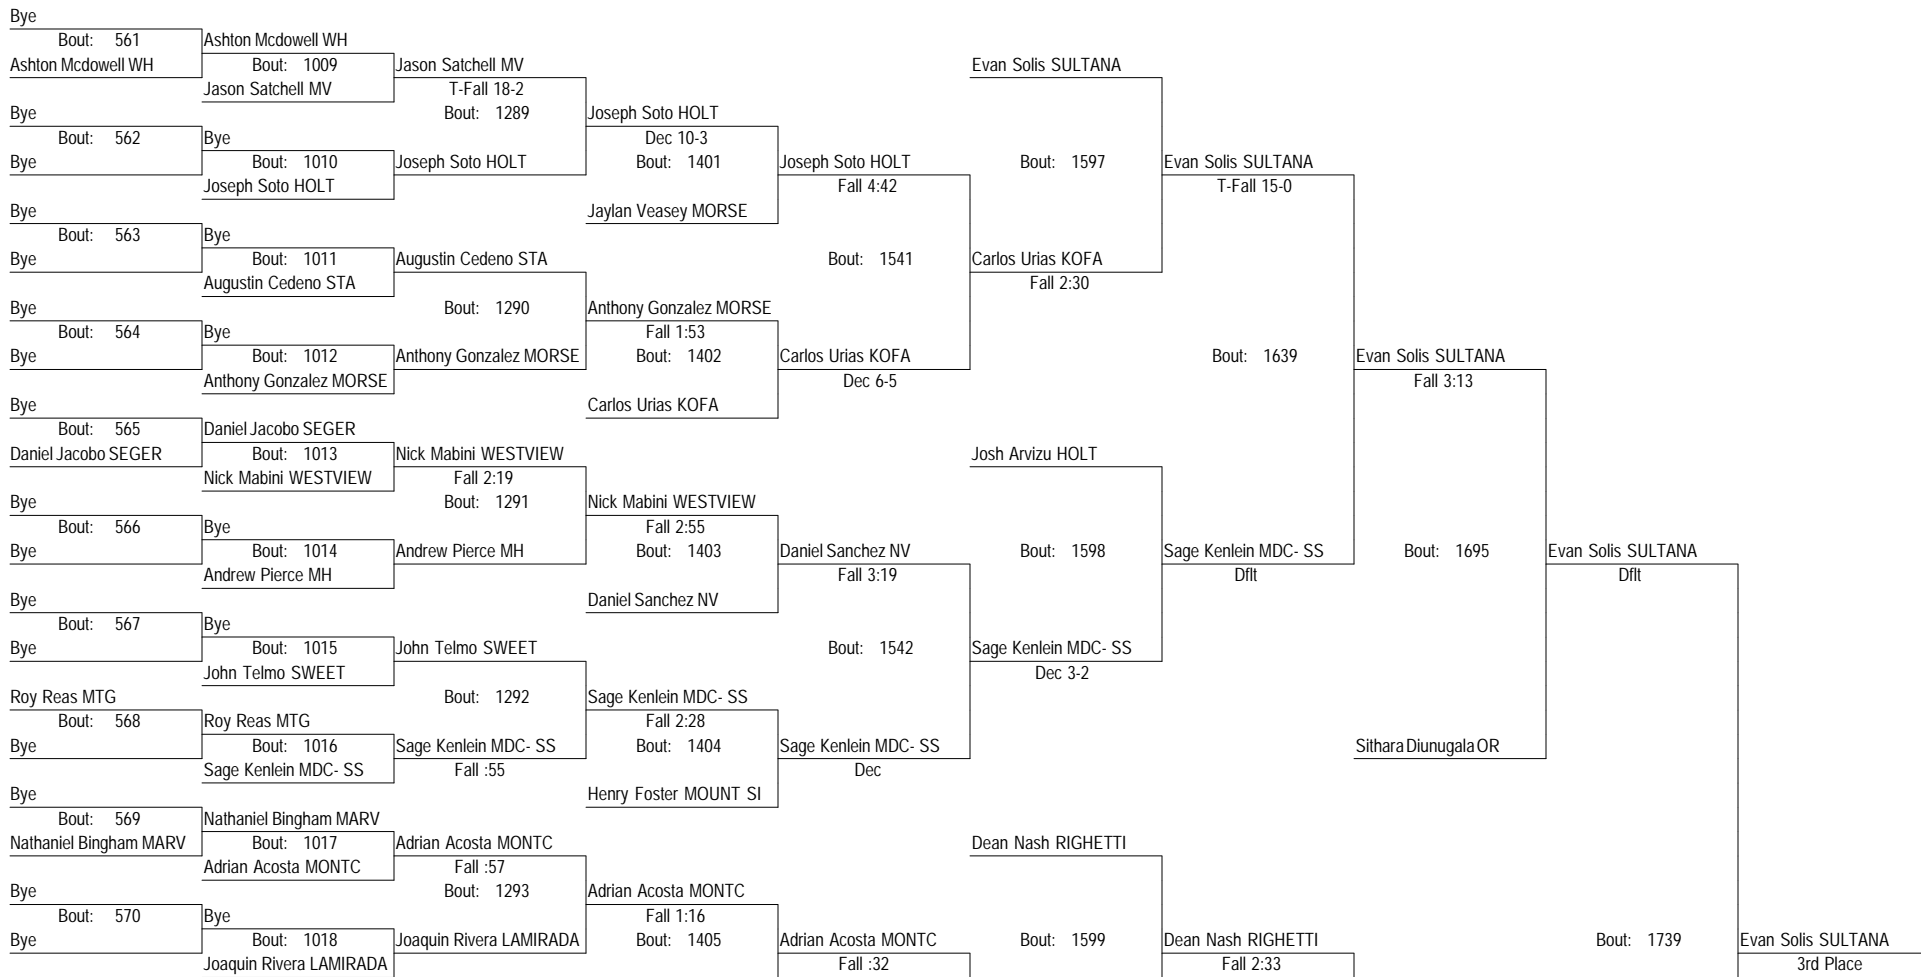 Bye
Bout: 561 Ashton Mcdowell WH
Ashton Mcdowell WH Bout: 1009 Jason Satchell MV Evan Solis SULTANA
Jason Satchell MV T-Fall 18-2
Bye Bout: 1289 Joseph Soto HOLT
Bout: 562 Bye Dec 10-3
Bye Bout: 1010 Joseph Soto HOLT Bout: 1401 Joseph Soto HOLT Bout: 1597 Evan Solis SULTANA
Joseph Soto HOLT Fall 4:42 T-Fall 15-0
Bye Jaylan Veasey MORSE
Bout: 563 Bye
Bye Bout: 1011 Augustin Cedeno STA Bout: 1541 Carlos Urias KOFA
Augustin Cedeno STA Fall 2:30
Bye Bout: 1290 Anthony Gonzalez MORSE
Bout: 564 Bye Fall 1:53
Bye Bout: 1012 Anthony Gonzalez MORSE Bout: 1402 Carlos Urias KOFA Bout: 1639 Evan Solis SULTANA
Anthony Gonzalez MORSE Dec 6-5 Fall 3:13
Bye Carlos Urias KOFA
Bout: 565 Daniel Jacobo SEGER
Daniel Jacobo SEGER Bout: 1013 Nick Mabini WESTVIEW Josh Arvizu HOLT
Nick Mabini WESTVIEW Fall 2:19
Bye Bout: 1291 Nick Mabini WESTVIEW
Bout: 566 Bye Fall 2:55
Bye Bout: 1014 Andrew Pierce MH Bout: 1403 Daniel Sanchez NV Bout: 1598 Sage Kenlein MDC- SS Bout: 1695 Evan Solis SULTANA
Andrew Pierce MH Fall 3:19 Dflt Dflt
Bye Daniel Sanchez NV
Bout: 567 Bye
Bye Bout: 1015 John Telmo SWEET Bout: 1542 Sage Kenlein MDC- SS
John Telmo SWEET Dec 3-2
Roy Reas MTG Bout: 1292 Sage Kenlein MDC- SS
Bout: 568 Roy Reas MTG Fall 2:28
Bye Bout: 1016 Sage Kenlein MDC- SS Bout: 1404 Sage Kenlein MDC- SS Sithara Diunugala OR
Sage Kenlein MDC- SS Fall :55 Dec
Bye Henry Foster MOUNT SI
Bout: 569 Nathaniel Bingham MARV
Nathaniel Bingham MARV Bout: 1017 Adrian Acosta MONTC Dean Nash RIGHETTI
Adrian Acosta MONTC Fall :57
Bye Bout: 1293 Adrian Acosta MONTC
Bout: 570 Bye Fall 1:16
Bye Bout: 1018 Joaquin Rivera LAMIRADA Bout: 1405 Adrian Acosta MONTC Bout: 1599 Dean Nash RIGHETTI Bout: 1739 Evan Solis SULTANA
Joaquin Rivera LAMIRADA Fall :32 Fall 2:33 3rd Place